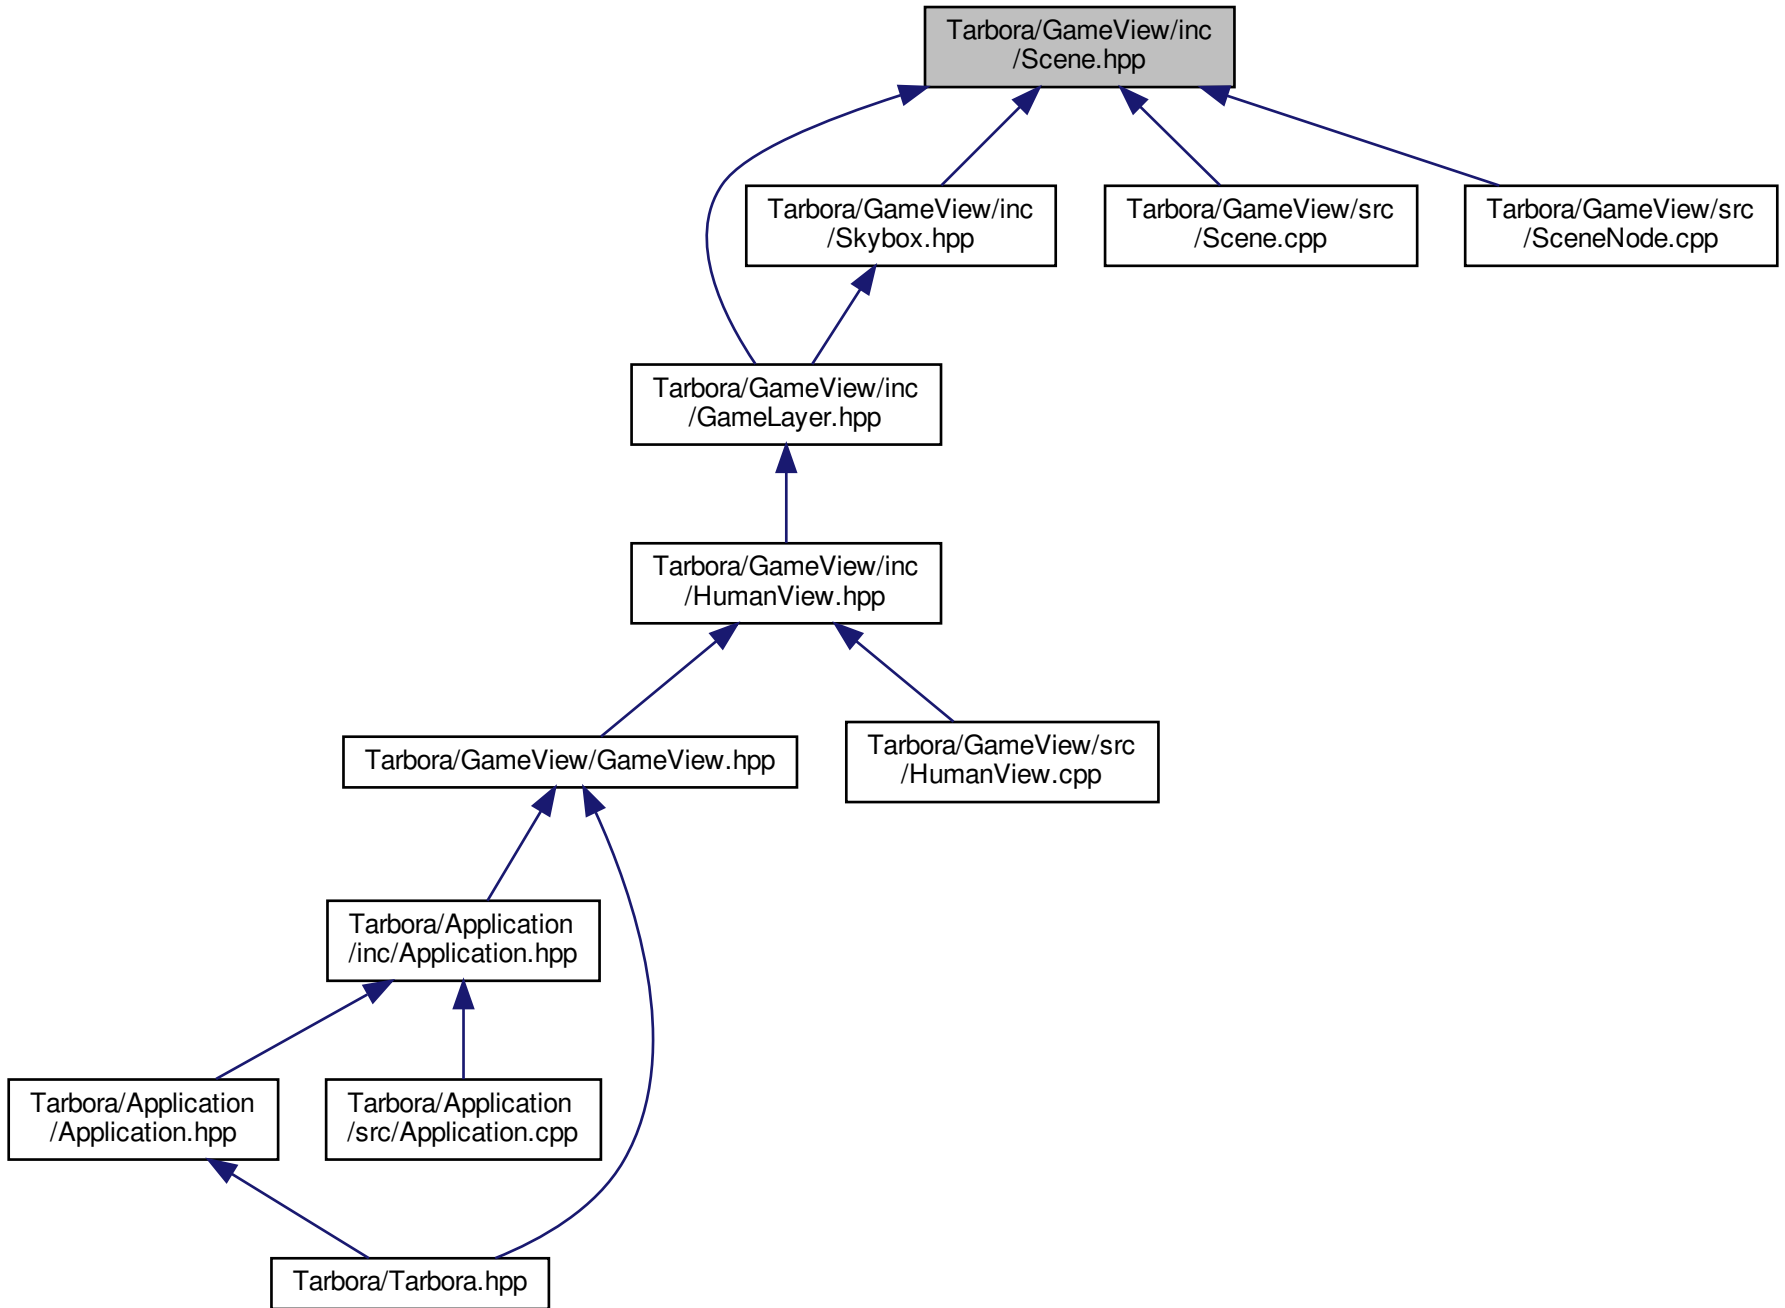 Tarbora/GameView/inc
/Scene.hpp
Tarbora/GameView/inc
/Skybox.hpp
Tarbora/GameView/src
/Scene.cpp
Tarbora/GameView/src
/SceneNode.cpp
Tarbora/GameView/inc
/GameLayer.hpp
Tarbora/GameView/inc
/HumanView.hpp
Tarbora/GameView/GameView.hpp
Tarbora/GameView/src
/HumanView.cpp
Tarbora/Application
/inc/Application.hpp
Tarbora/Application
/Application.hpp
Tarbora/Application
/src/Application.cpp
Tarbora/Tarbora.hpp